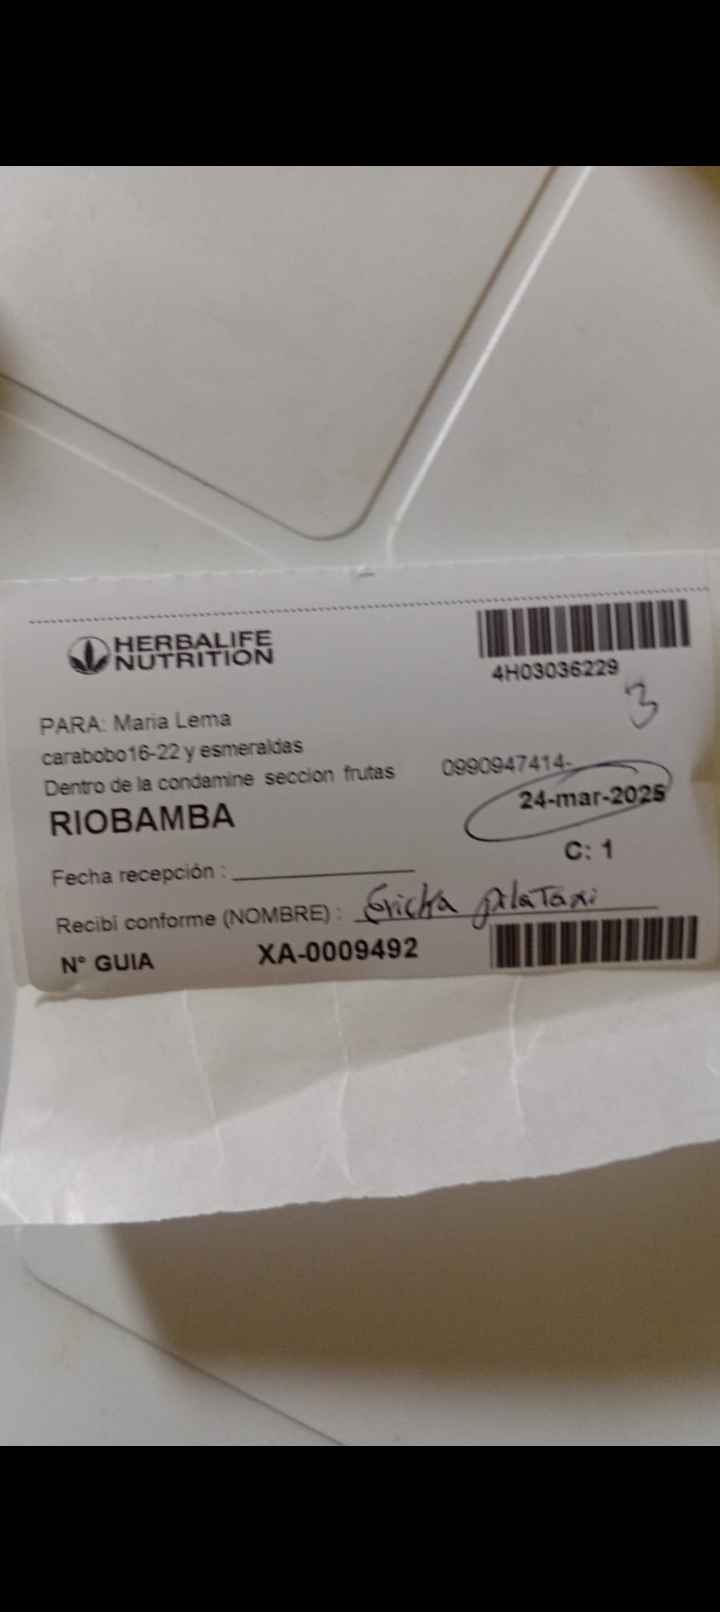 HERBALIFE
NUTRITION
4H03036229
3
PARA: Maria Lema
carabobo16-22 y esmeraldas
Dentro de la condamine seccion frutas 0990947414-
RIOBAMBA 24-mar-2025
C: 1
Fecha recepción :
Recibí conforme (NOMBRE) : Ericka pilaTaxi
N° GUIA XA-0009492